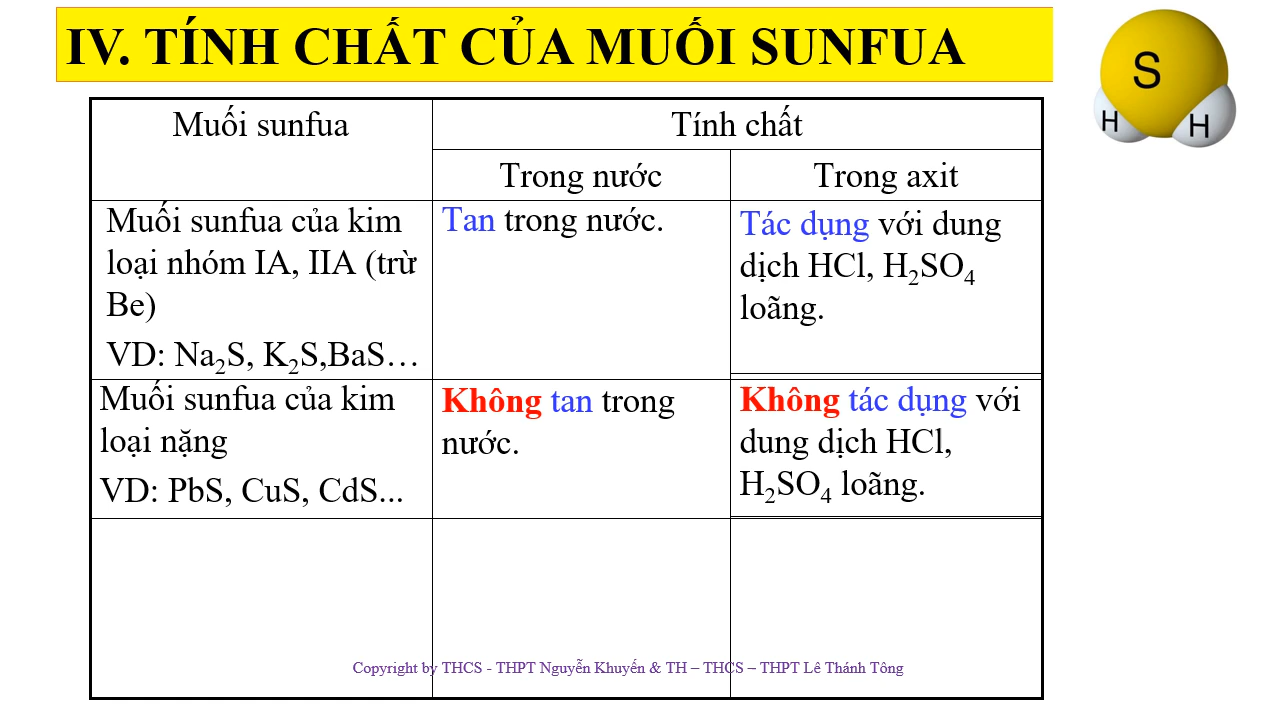 IV. TÍNH CHẤT CỦA MUỐI SUNFUA
S
H
H
Muối sunfua
Tính chất
Trong nước
Trong axit
Muối sunfua của kim
loại nhóm IA, IIA (trừ
Be)
VD: Na₂S, K₂S,BaS…
Tan trong nước.
Tác dụng với dung
dịch HCl, H₂SO₄
loãng.
Muối sunfua của kim
loại nặng
VD: PbS, CuS, CdS...
Không tan trong
nước.
Không tác dụng với
dung dịch HCl,
H₂SO₄ loãng.
Copyright by THCS - THPT Nguyễn Khuyến & TH – THCS – THPT Lê Thánh Tông